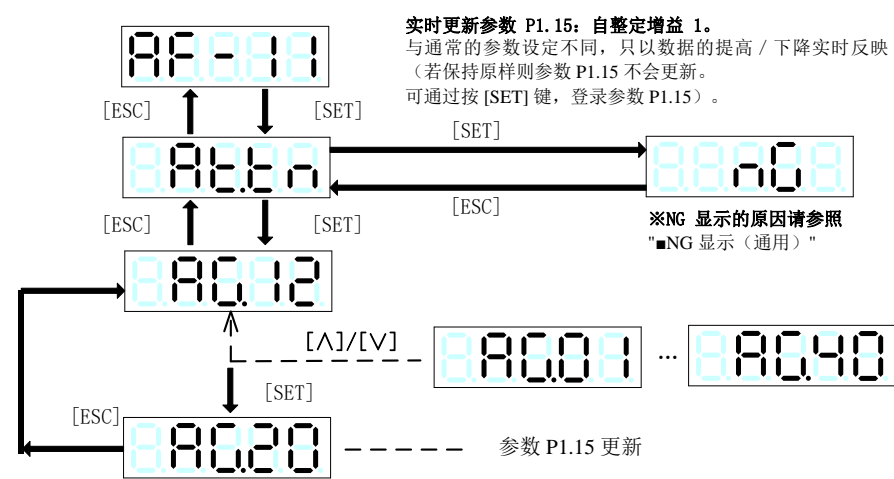 实时更新参数 P1.15：自整定增益 1。
与通常的参数设定不同，只以数据的提高 / 下降实时反映
（若保持原样则参数 P1.15 不会更新。
可通过按 [SET] 键，登录参数 P1.15）。
AF-11
[ESC]
[SET]
[SET]
At.tn
nG
[ESC]
[ESC]
[SET]
※NG 显示的原因请参照
"■NG 显示（通用）"
AG.12
[∧]/[∨]
AG.01
...
AG.40
[SET]
[ESC]
AG.20
参数 P1.15 更新